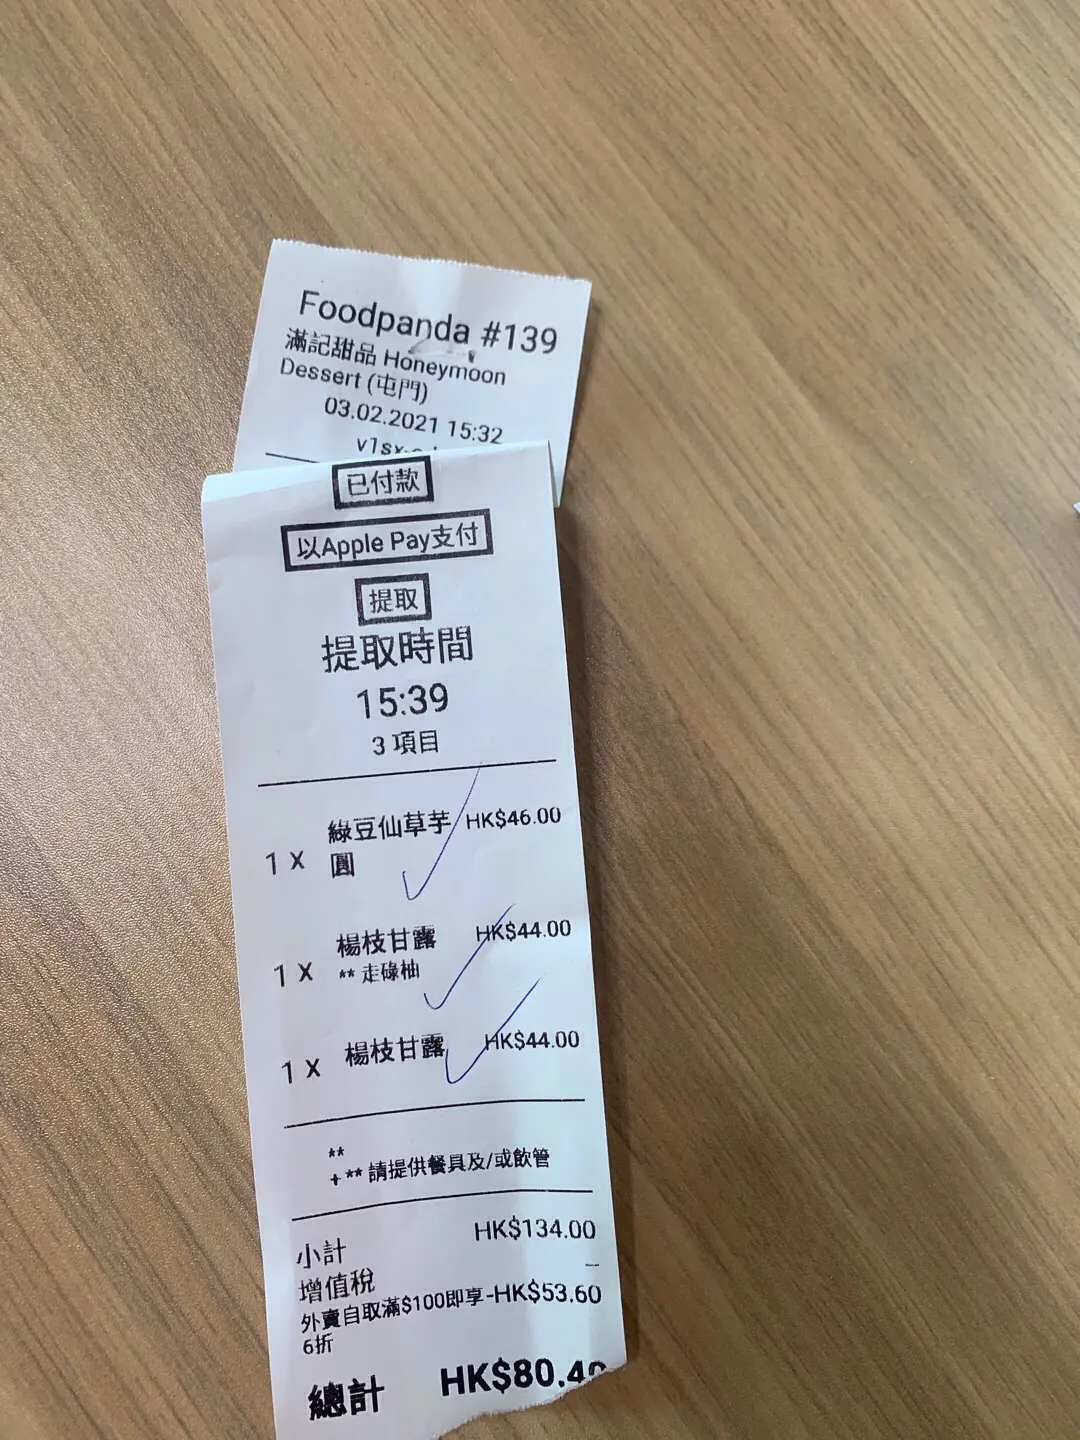 Foodpanda #139
滿記甜品 Honeymoon
Dessert (屯門)
03.02.2021 15:32
已付款
以Apple Pay支付
提取
提取時間
15:39
3 項目
1 X 綠豆仙草芋 HK$46.00
圓
1 X 楊枝甘露 HK$44.00
** 走碌柚
1 X 楊枝甘露 HK$44.00
**
+ ** 請提供餐具及/或飲管
小計 HK$134.00
增值稅 –
外賣自取滿$100即享 -HK$53.60
6折
總計 HK$80.40